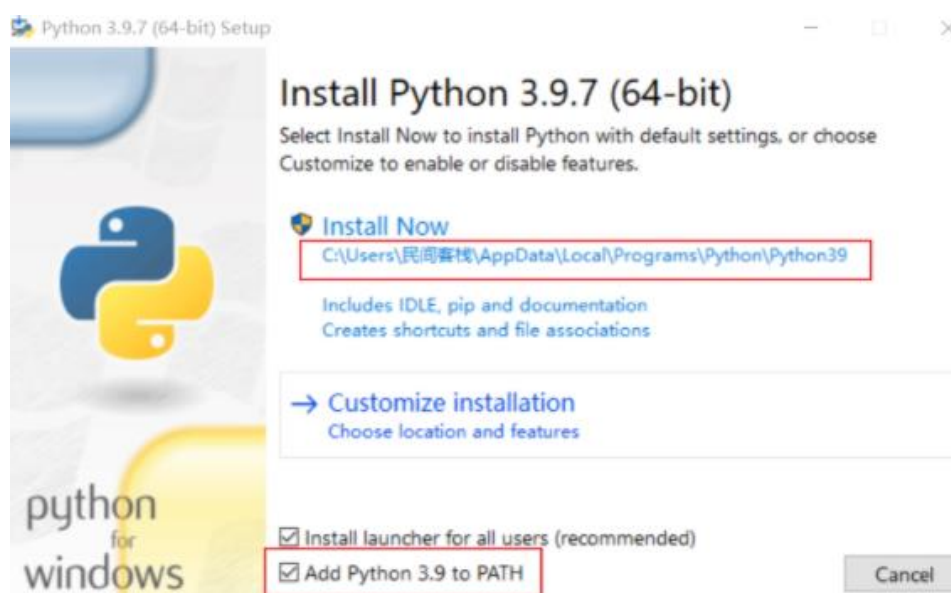 Python 3.9.7 (64-bit) Setup
Install Python 3.9.7 (64-bit)
Select Install Now to install Python with default settings, or choose
Customize to enable or disable features.
Install Now
C:\Users\民间客栈\AppData\Local\Programs\Python\Python39
Includes IDLE, pip and documentation
Creates shortcuts and file associations
→ Customize installation
Choose location and features
python
for
windows
Install launcher for all users (recommended)
Add Python 3.9 to PATH
Cancel